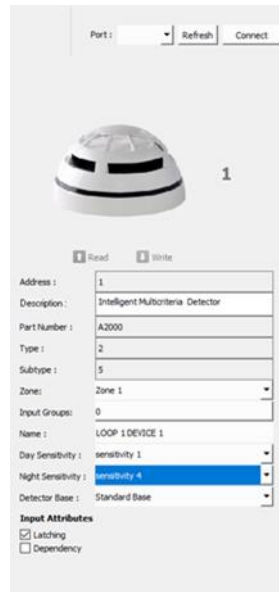 Port : Refresh Connect
1
Read Write
Address : 1
Description : Intelligent Multicriteria Detector
Part Number : A2000
Type : 2
Subtype : 5
Zone: Zone 1
Input Groups: 0
Name : LOOP 1 DEVICE 1
Day Sensitivity : sensitivity 1
Night Sensitivity : sensitivity 4
Detector Base : Standard Base
Input Attributes
Latching
Dependency